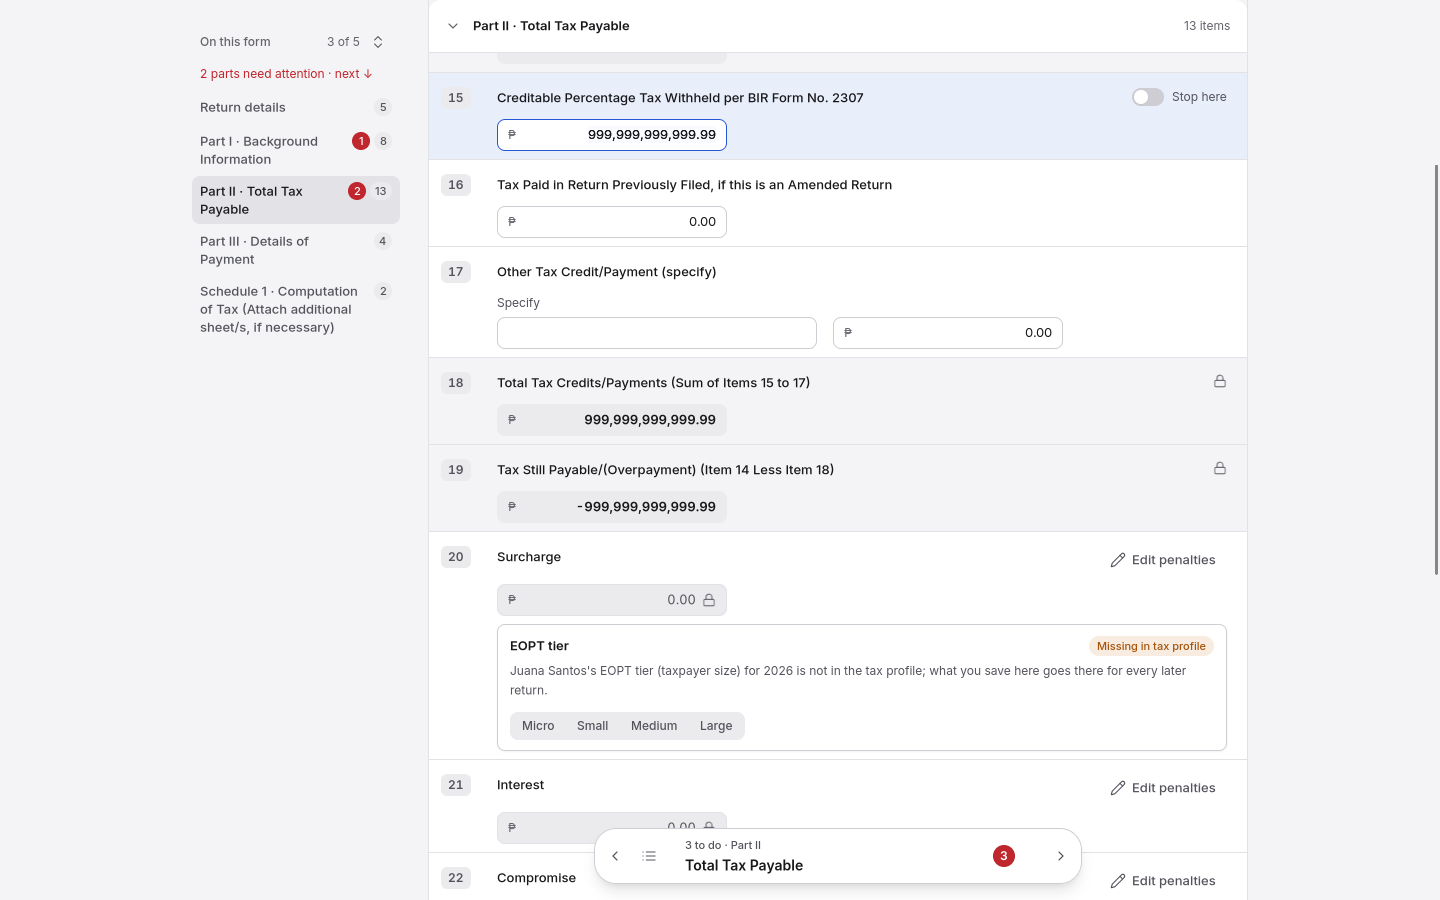 On this form
3 of 5
2 parts need attention · next ↓
Return details
5
Part I · Background
Information
1
8
Part II · Total Tax
Payable
2
13
Part III · Details of
Payment
4
Schedule 1 · Computation
of Tax (Attach additional
sheet/s, if necessary)
2
Part II · Total Tax Payable
13 items
15
Creditable Percentage Tax Withheld per BIR Form No. 2307
Stop here
₱ 999,999,999,999.99
16
Tax Paid in Return Previously Filed, if this is an Amended Return
₱ 0.00
17
Other Tax Credit/Payment (specify)
Specify
₱ 0.00
18
Total Tax Credits/Payments (Sum of Items 15 to 17)
₱ 999,999,999,999.99
19
Tax Still Payable/(Overpayment) (Item 14 Less Item 18)
₱ -999,999,999,999.99
20
Surcharge
Edit penalties
₱ 0.00
EOPT tier
Missing in tax profile
Juana Santos's EOPT tier (taxpayer size) for 2026 is not in the tax profile; what you save here goes there for every later
return.
Micro Small Medium Large
21
Interest
Edit penalties
₱ 0.00
22
Compromise
Edit penalties
3 to do · Part II
Total Tax Payable
3